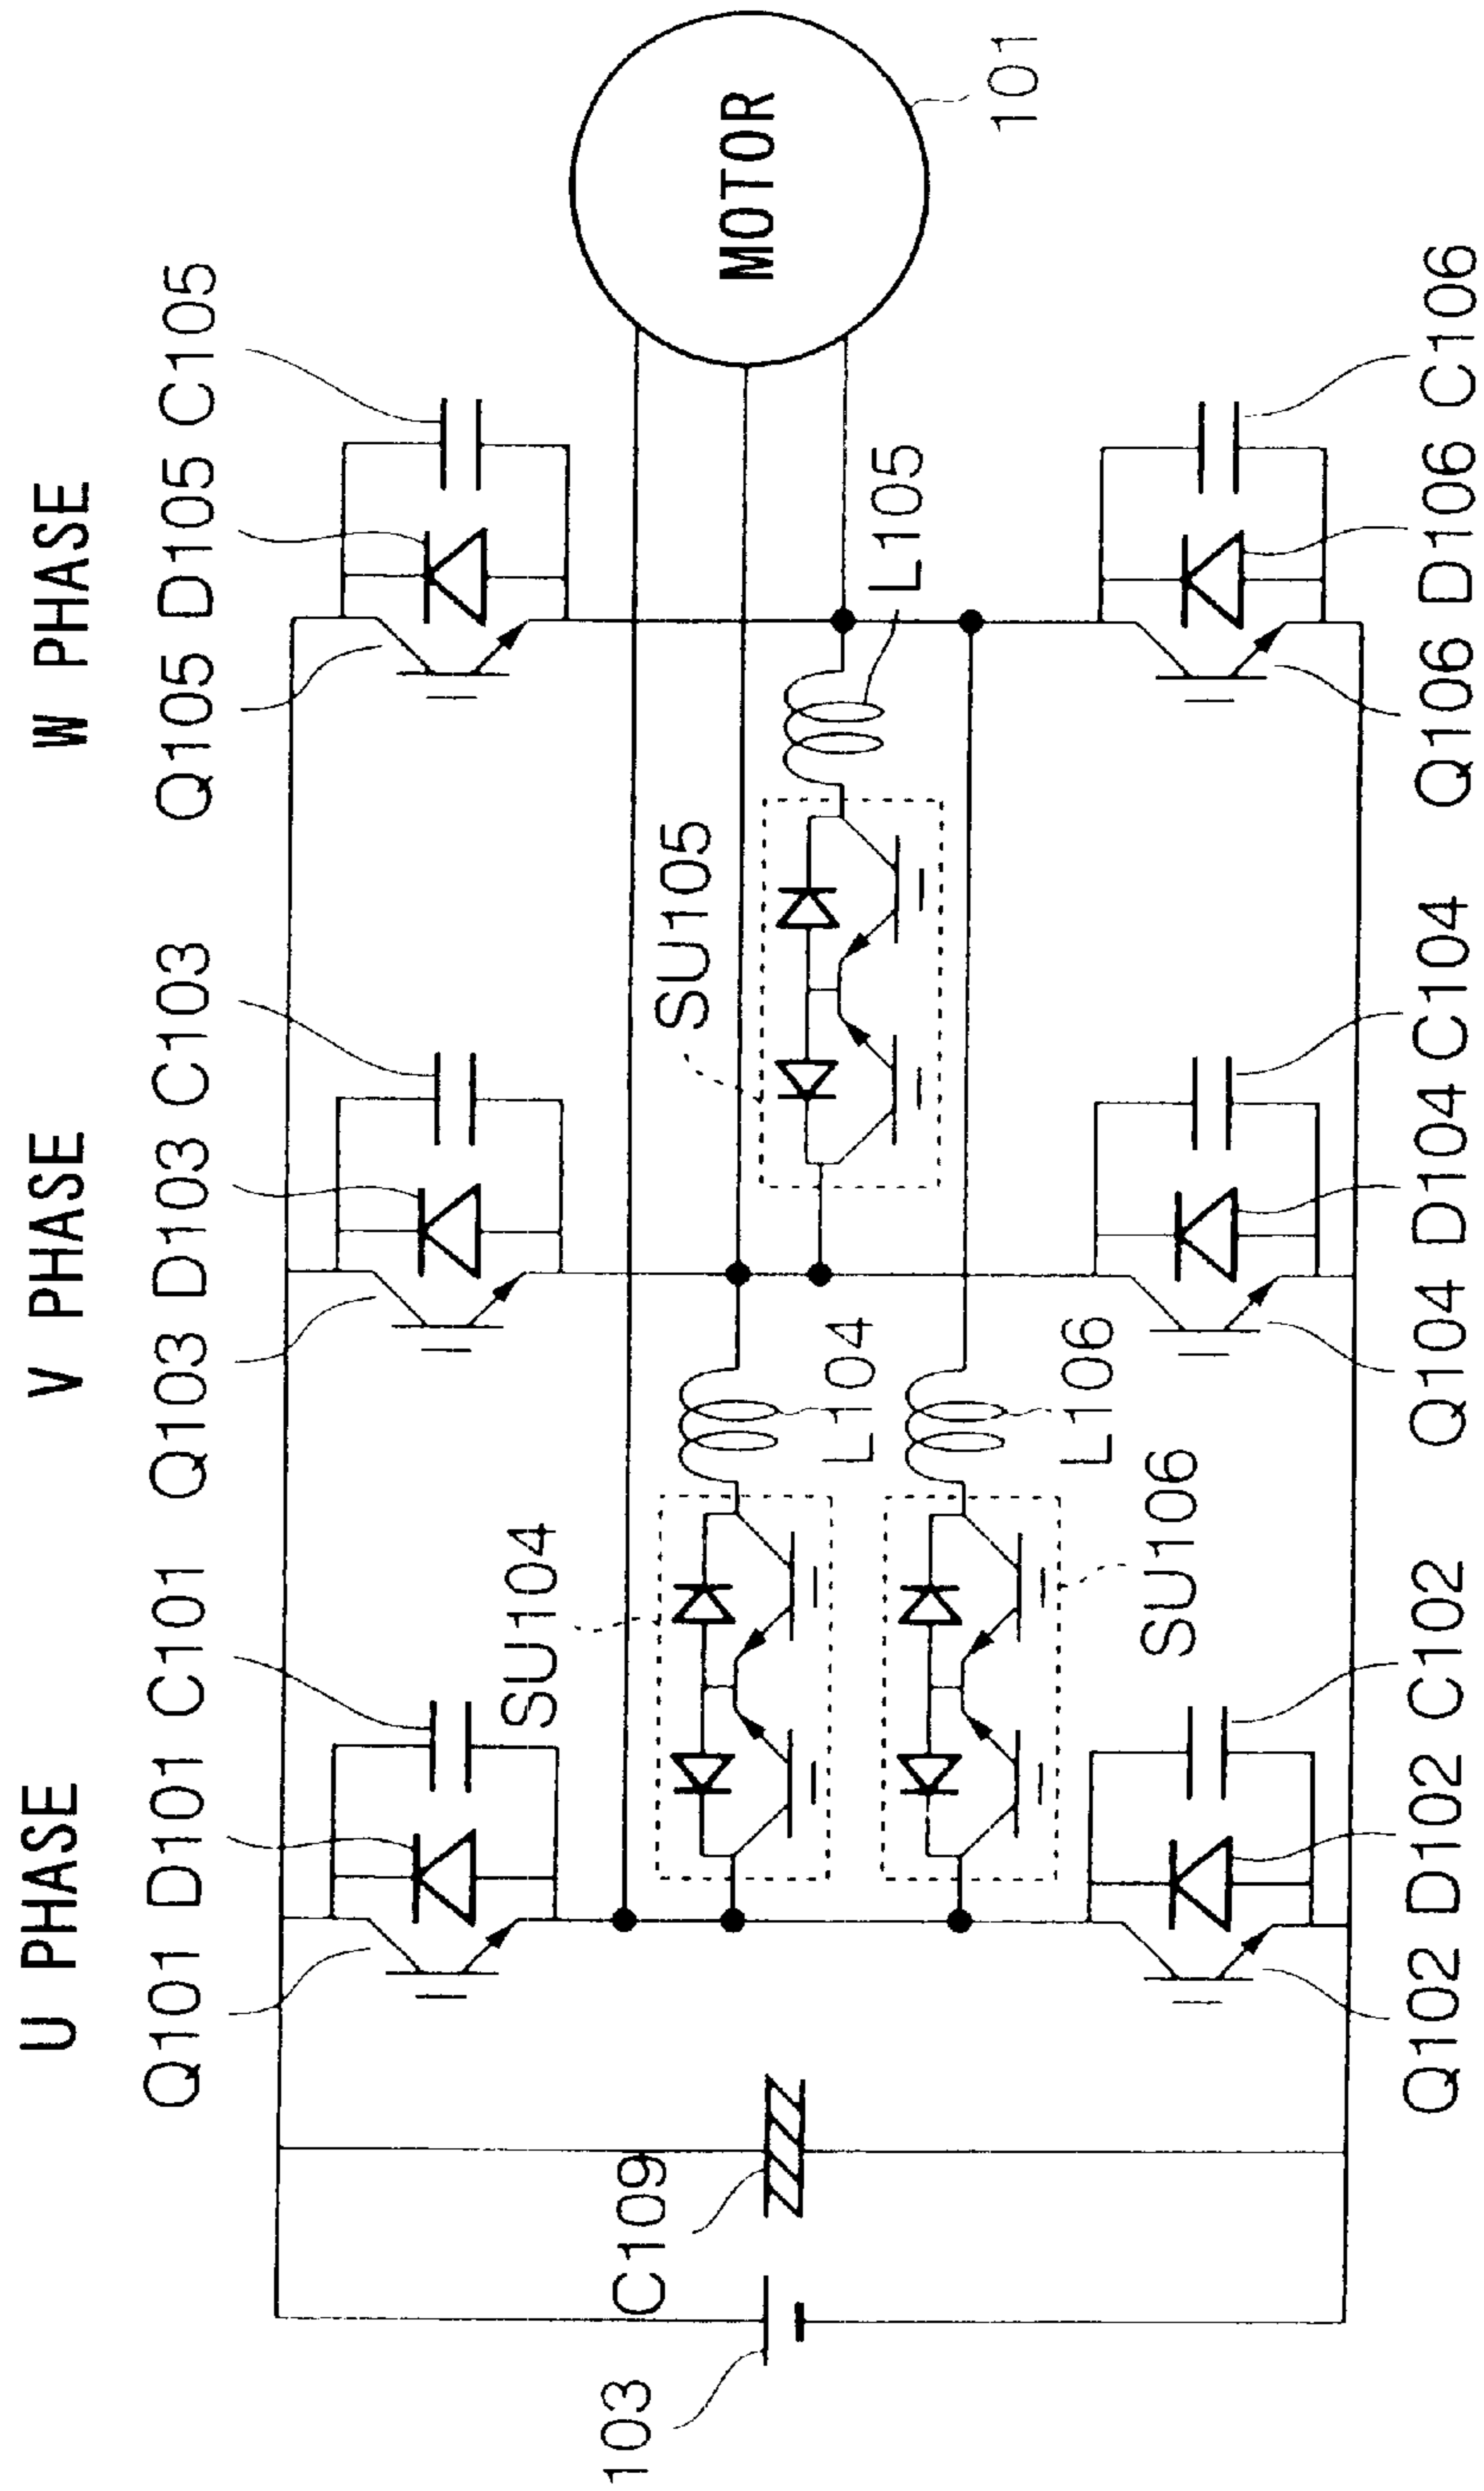 U PHASE V PHASE W PHASE
Q101 D101 C101 Q103 D103 C103 Q105 D105 C105
SU104
SU105
C109
103
L104
L105
L106
SU106
MOTOR
101
Q102 D102 C102 Q104 D104 C104 Q106 D106 C106